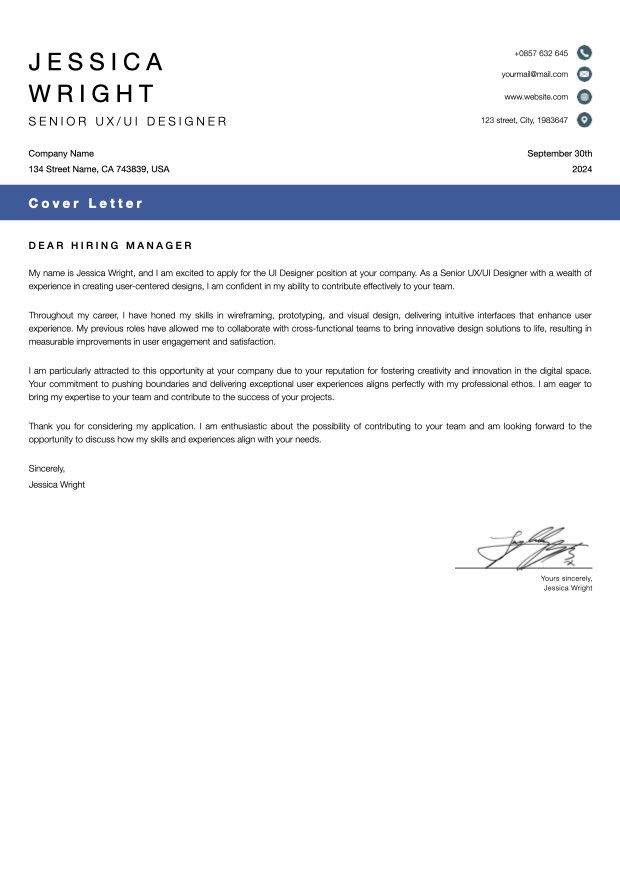 JESSICA
WRIGHT
SENIOR UX/UI DESIGNER
+0857 632 645
yourmail@mail.com
www.website.com
123 street, City, 1983647
Company Name
134 Street Name, CA 743839, USA
September 30th
2024
Cover Letter
DEAR HIRING MANAGER
My name is Jessica Wright, and I am excited to apply for the UI Designer position at your company. As a Senior UX/UI Designer with a wealth of
experience in creating user-centered designs, I am confident in my ability to contribute effectively to your team.
Throughout my career, I have honed my skills in wireframing, prototyping, and visual design, delivering intuitive interfaces that enhance user
experience. My previous roles have allowed me to collaborate with cross-functional teams to bring innovative design solutions to life, resulting in
measurable improvements in user engagement and satisfaction.
I am particularly attracted to this opportunity at your company due to your reputation for fostering creativity and innovation in the digital space.
Your commitment to pushing boundaries and delivering exceptional user experiences aligns perfectly with my professional ethos. I am eager to
bring my expertise to your team and contribute to the success of your projects.
Thank you for considering my application. I am enthusiastic about the possibility of contributing to your team and am looking forward to the
opportunity to discuss how my skills and experiences align with your needs.
Sincerely,
Jessica Wright
Yours sincerely,
Jessica Wright